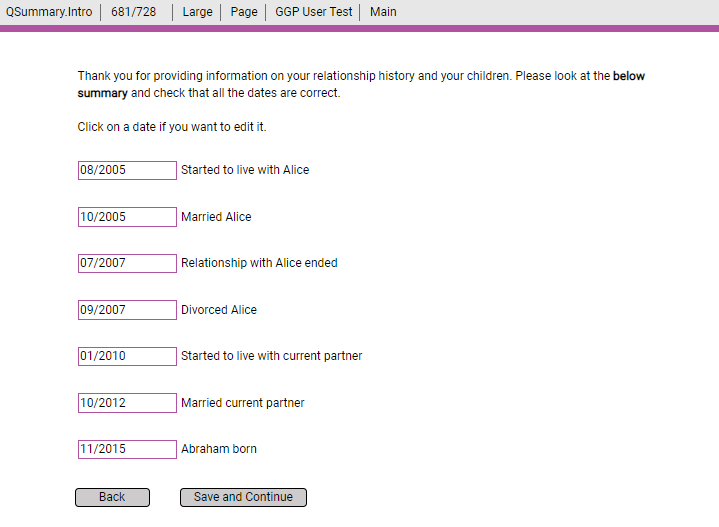 QSummary.Intro 681/728 Large Page GGP User Test Main
Thank you for providing information on your relationship history and your children. Please look at the below
summary and check that all the dates are correct.
Click on a date if you want to edit it.
08/2005 Started to live with Alice
10/2005 Married Alice
07/2007 Relationship with Alice ended
09/2007 Divorced Alice
01/2010 Started to live with current partner
10/2012 Married current partner
11/2015 Abraham born
Back Save and Continue